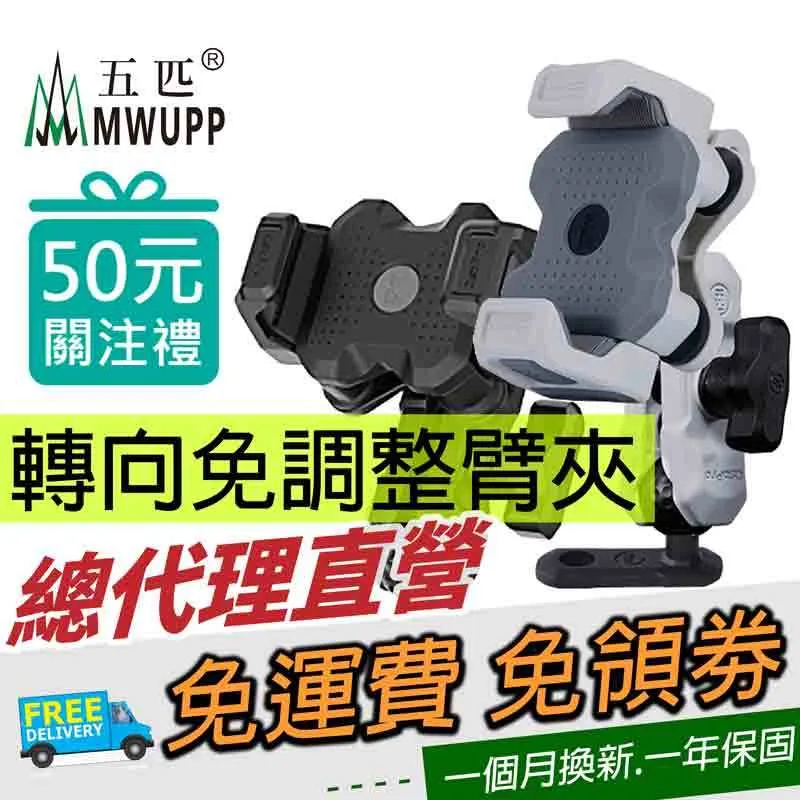 五匹®
MWUPP
50元
關注禮
轉向免調整臂夾
總代理直營
免運費 免領券
FREE
DELIVERY
一個月換新.一年保固